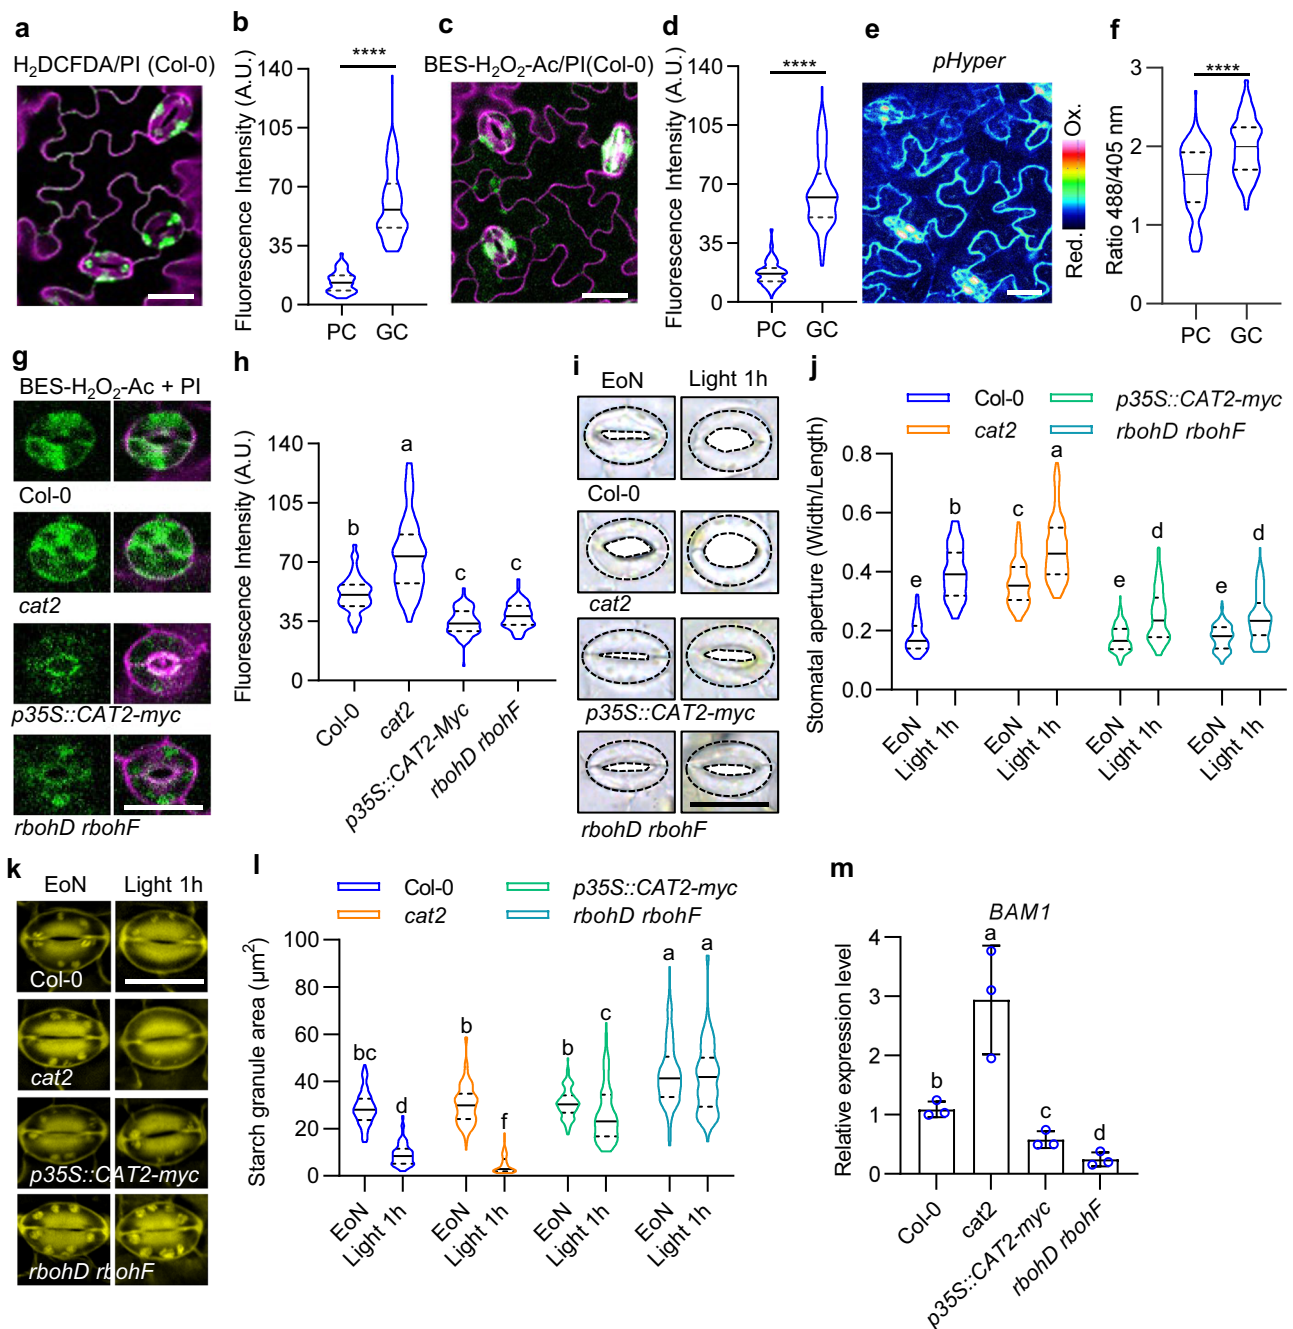 a
H2DCFDA/PI (Col-0)
b
Fluorescence Intensity (A.U.)
140
105
70
35
0
****
PC
GC
c
BES-H2O2-Ac/PI(Col-0)
d
Fluorescence Intensity (A.U.)
140
105
70
35
0
****
PC
GC
e
pHyper
Ox.
Red.
f
Ratio 488/405 nm
3
2
1
0
****
PC
GC
g
BES-H2O2-Ac + PI
Col-0
cat2
p35S::CAT2-myc
rbohD rbohF
h
Fluorescence Intensity (A.U.)
140
105
70
35
0
b
a
c
c
Col-0
cat2
p35S::CAT2-Myc
rbohD rbohF
i
EoN
Light 1h
Col-0
cat2
p35S::CAT2-myc
rbohD rbohF
j
Col-0
p35S::CAT2-myc
cat2
rbohD rbohF
Stomatal aperture (Width/Length)
0.8
0.6
0.4
0.2
0.0
e
b
c
a
e
d
e
d
EoN
Light 1h
EoN
Light 1h
EoN
Light 1h
EoN
Light 1h
k
EoN
Light 1h
Col-0
cat2
p35S::CAT2-myc
rbohD rbohF
l
Col-0
p35S::CAT2-myc
cat2
rbohD rbohF
Starch granule area (µm2)
100
80
60
40
20
0
bc
d
b
f
b
c
a
a
EoN
Light 1h
EoN
Light 1h
EoN
Light 1h
EoN
Light 1h
m
BAM1
Relative expression level
4
3
2
1
0
b
a
c
d
Col-0
cat2
p35S::CAT2-myc
rbohD rbohF